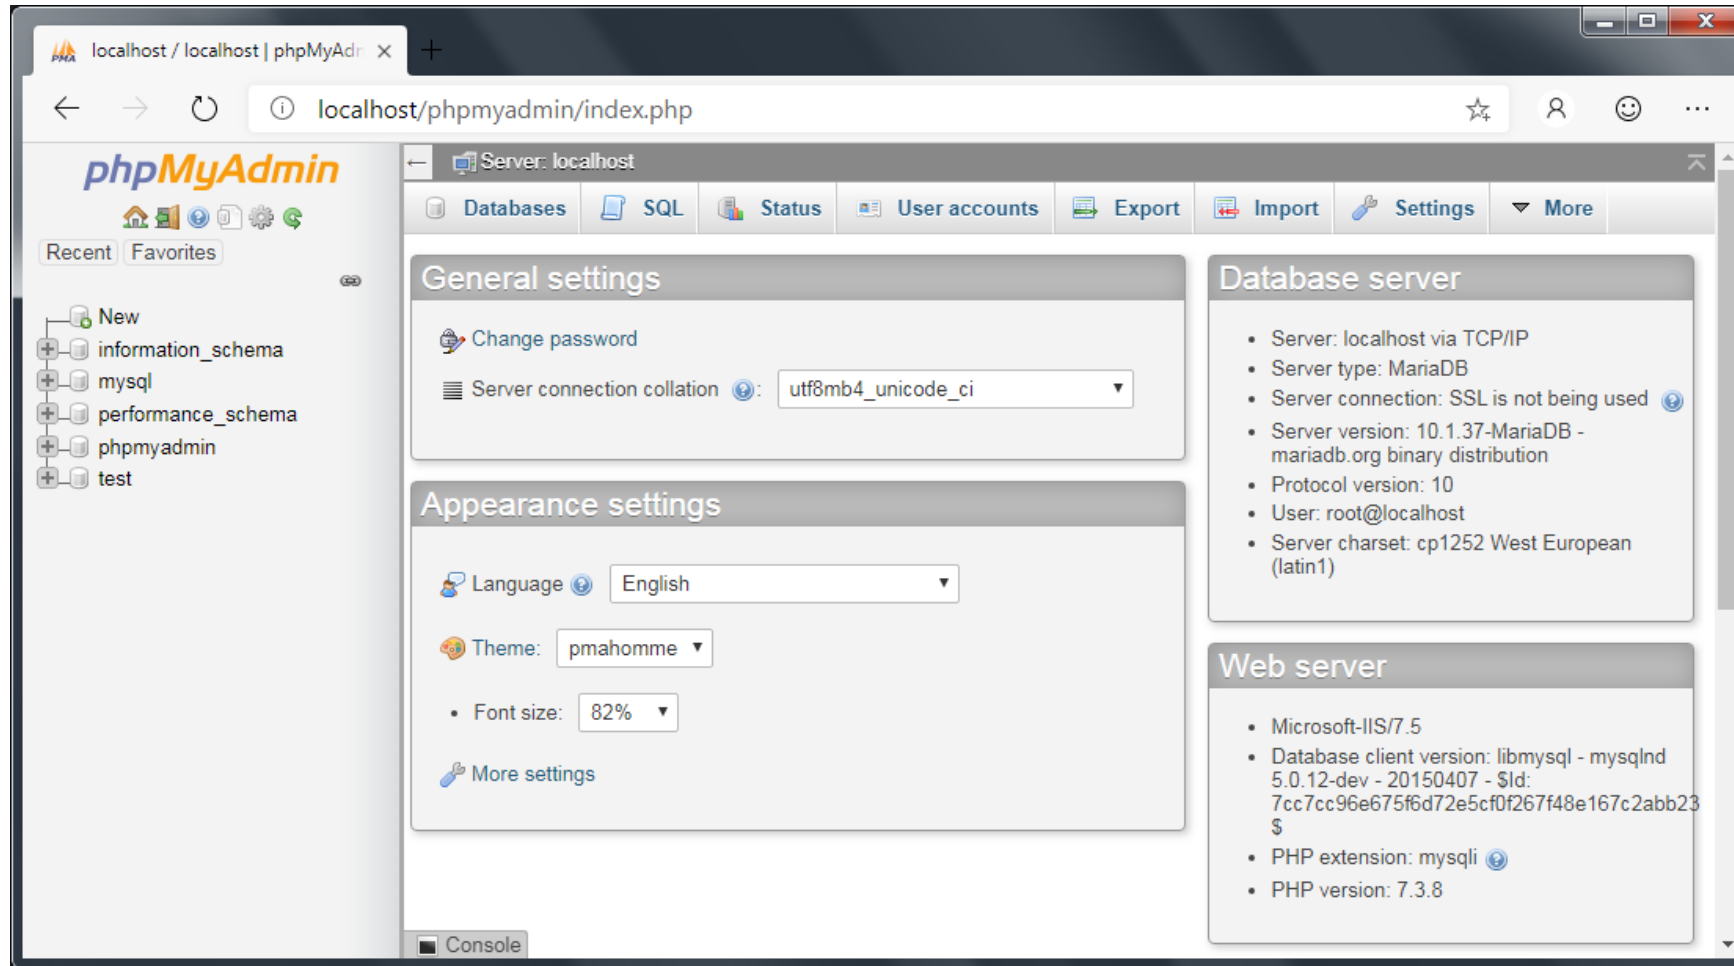 localhost / localhost | phpMyAdr
localhost/phpmyadmin/index.php
phpMyAdmin
Recent Favorites
New
information_schema
mysql
performance_schema
phpmyadmin
test
Server: localhost
Databases SQL Status User accounts Export Import Settings More
General settings
Change password
Server connection collation : utf8mb4_unicode_ci
Appearance settings
Language English
Theme: pmahomme
• Font size: 82%
More settings
Console
Database server
• Server: localhost via TCP/IP
• Server type: MariaDB
• Server connection: SSL is not being used
• Server version: 10.1.37-MariaDB -
mariadb.org binary distribution
• Protocol version: 10
• User: root@localhost
• Server charset: cp1252 West European
(latin1)
Web server
• Microsoft-IIS/7.5
• Database client version: libmysql - mysqlnd
5.0.12-dev - 20150407 - $Id:
7cc7cc96e675f6d72e5cf0f267f48e167c2abb23
$
• PHP extension: mysqli
• PHP version: 7.3.8